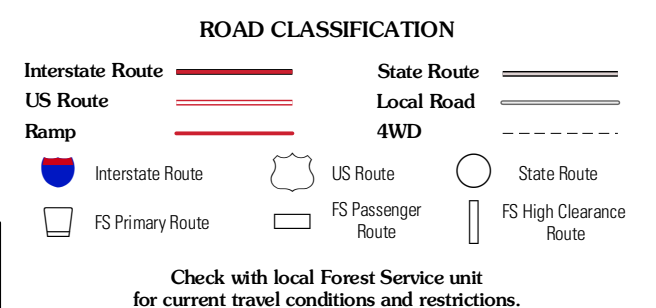 ROAD CLASSIFICATION
Interstate Route
State Route
US Route
Local Road
Ramp
4WD
Interstate Route
US Route
State Route
FS Primary Route
FS Passenger
Route
FS High Clearance
Route
Check with local Forest Service unit
for current travel conditions and restrictions.